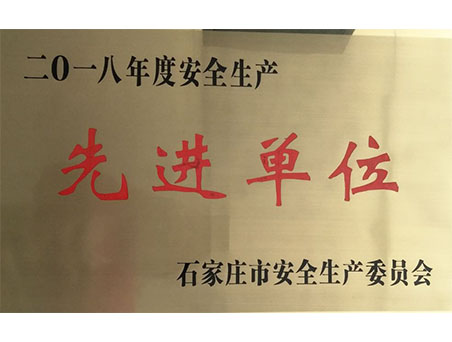 二〇一八年度安全生产
先进单位
石家庄市安全生产委员会